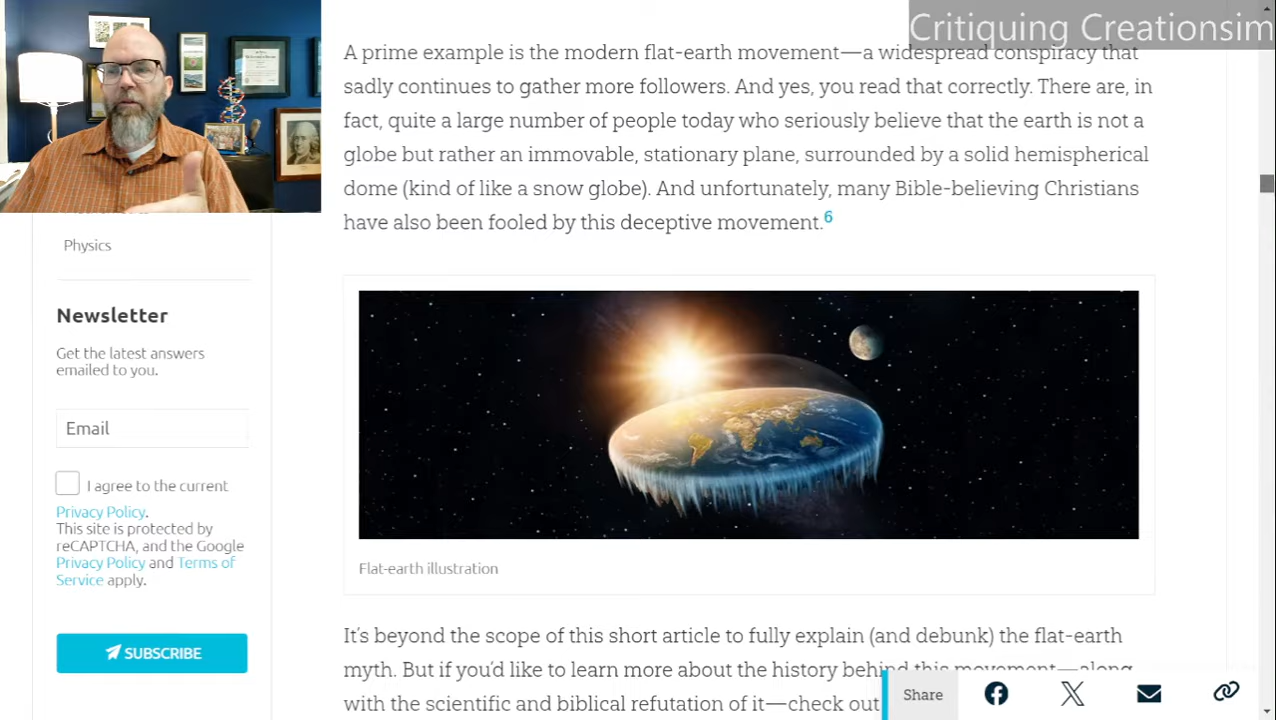 Critiquing Creationsim
A prime example is the modern flat-earth movement—a widespread conspiracy that
sadly continues to gather more followers. And yes, you read that correctly. There are, in
fact, quite a large number of people today who seriously believe that the earth is not a
globe but rather an immovable, stationary plane, surrounded by a solid hemispherical
dome (kind of like a snow globe). And unfortunately, many Bible-believing Christians
have also been fooled by this deceptive movement.6
Physics
Newsletter
Get the latest answers
emailed to you.
Email
I agree to the current
Privacy Policy.
This site is protected by
reCAPTCHA, and the Google
Privacy Policy and Terms of
Service apply.
SUBSCRIBE
Flat-earth illustration
It's beyond the scope of this short article to fully explain (and debunk) the flat-earth
myth. But if you'd like to learn more about the history behind this movement—along
with the scientific and biblical refutation of it—check out
Share